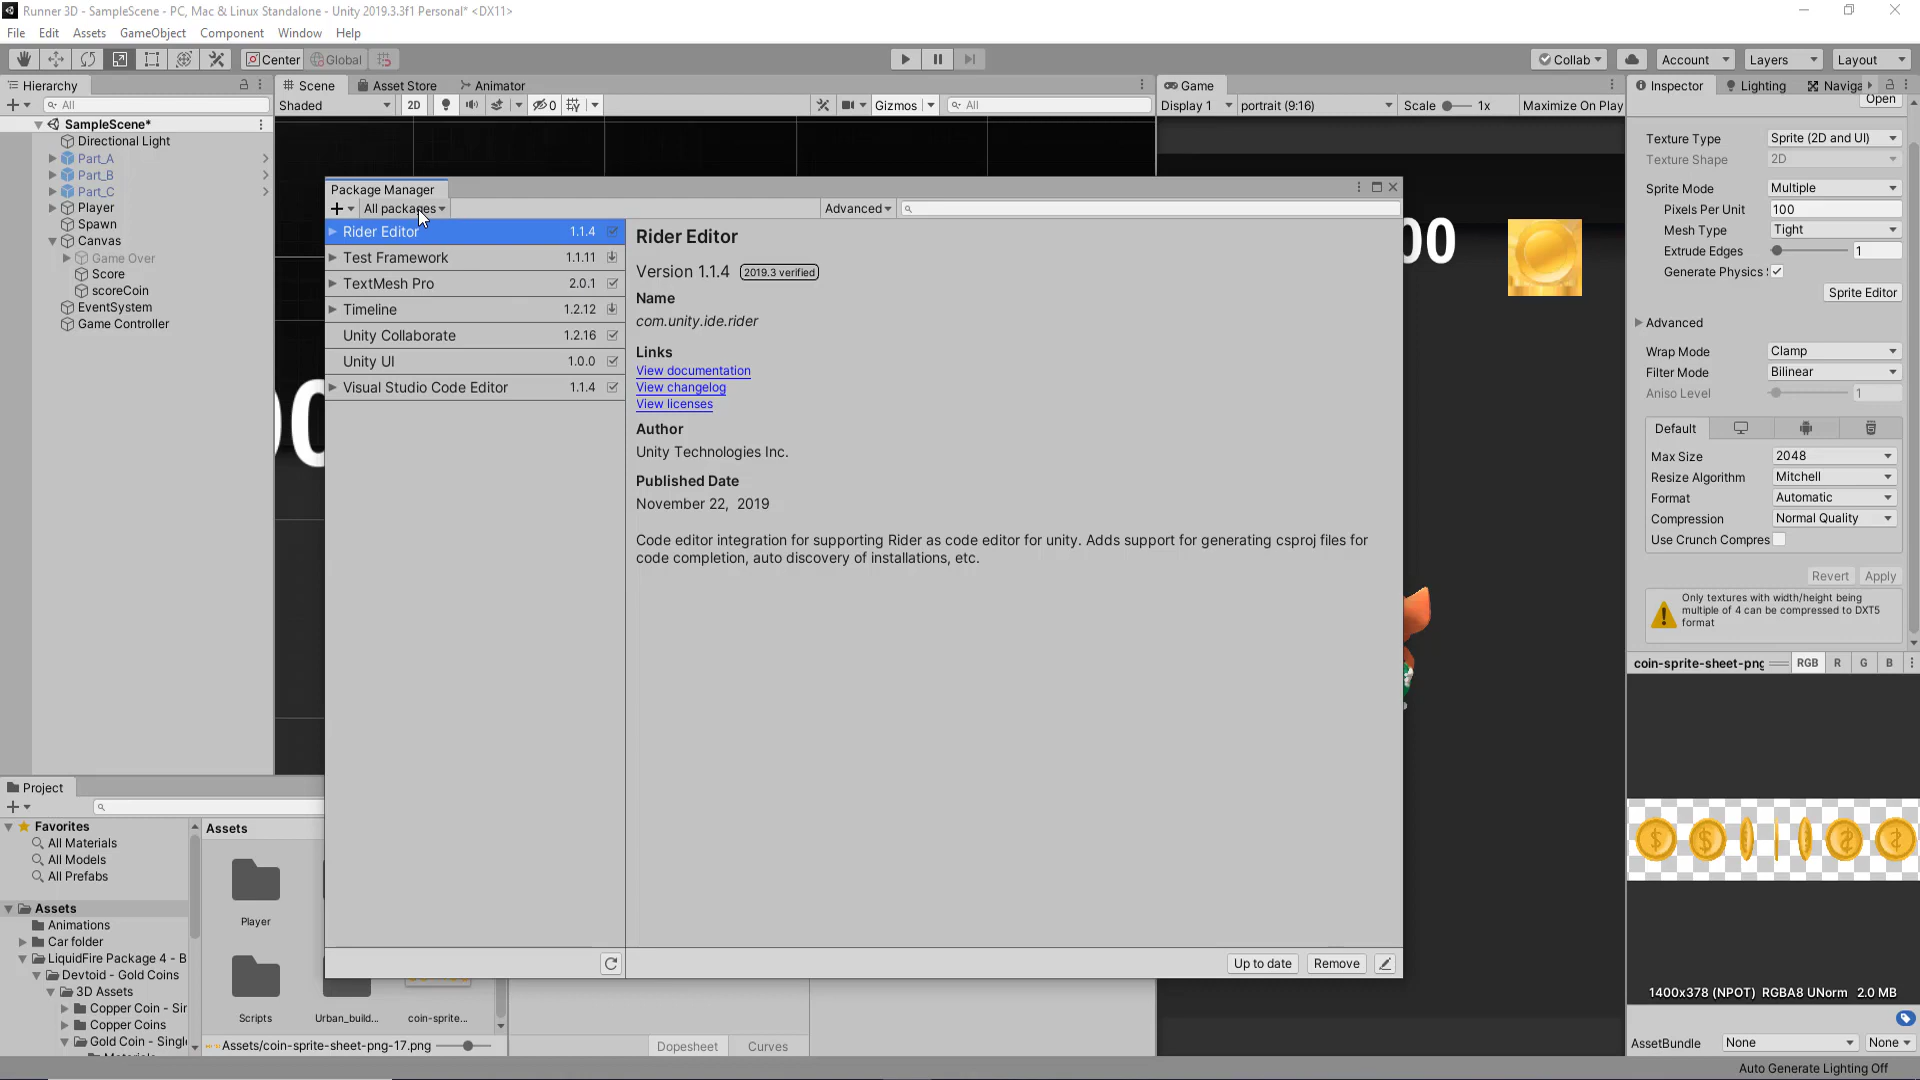 Runner 3D - SampleScene - PC, Mac & Linux Standalone - Unity 2019.3.3f1 Personal* <DX11>
File Edit Assets GameObject Component Window Help
Center Global Collab Account Layers Layout
Hierarchy
All
SampleScene*
Directional Light
Part_A
Part_B
Part_C
Player
Spawn
Canvas
Game Over
Score
scoreCoin
EventSystem
Game Controller
Scene Asset Store Animator
Shaded 2D 0 Gizmos All
Game
Display 1 portrait (9:16) Scale 1x Maximize On Play
00
Package Manager
All packages Advanced
Rider Editor 1.1.4
Test Framework 1.1.11
TextMesh Pro 2.0.1
Timeline 1.2.12
Unity Collaborate 1.2.16
Unity UI 1.0.0
Visual Studio Code Editor 1.1.4
Rider Editor
Version 1.1.4 2019.3 verified
Name
com.unity.ide.rider
Links
View documentation
View changelog
View licenses
Author
Unity Technologies Inc.
Published Date
November 22, 2019
Code editor integration for supporting Rider as code editor for unity. Adds support for generating csproj files for
code completion, auto discovery of installations, etc.
Up to date Remove
Inspector Lighting Naviga
Open
Texture Type Sprite (2D and UI)
Texture Shape 2D
Sprite Mode Multiple
Pixels Per Unit 100
Mesh Type Tight
Extrude Edges 1
Generate Physics
Sprite Editor
Advanced
Wrap Mode Clamp
Filter Mode Bilinear
Aniso Level 1
Default
Max Size 2048
Resize Algorithm Mitchell
Format Automatic
Compression Normal Quality
Use Crunch Compres
Revert Apply
Only textures with width/height being
multiple of 4 can be compressed to DXT5
format
coin-sprite-sheet-png RGB R G B
1400x378 (NPOT) RGBA8 UNorm 2.0 MB
AssetBundle None None
Auto Generate Lighting Off
Project
Favorites
All Materials
All Models
All Prefabs
Assets
Animations
Car folder
LiquidFire Package 4 - B
Devtoid - Gold Coins
3D Assets
Copper Coin - Sir
Copper Coins
Gold Coin - Singl
Assets
Player
Scripts Urban_build... coin-sprite...
Assets/coin-sprite-sheet-png-17.png
Dopesheet Curves